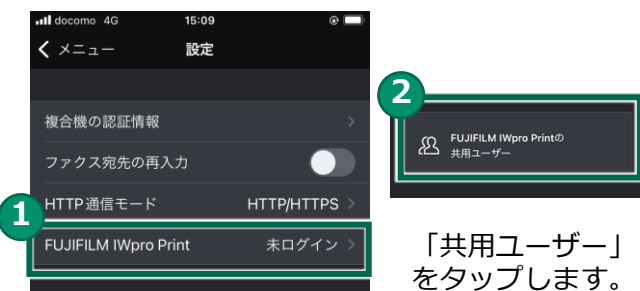 docomo 4G 15:09
メニュー 設定
複合機の認証情報
ファクス宛先の再入力
HTTP通信モード HTTP/HTTPS
1
FUJIFILM IWpro Print 未ログイン
2
FUJIFILM IWpro Printの
共用ユーザー
「共用ユーザー」
をタップします。